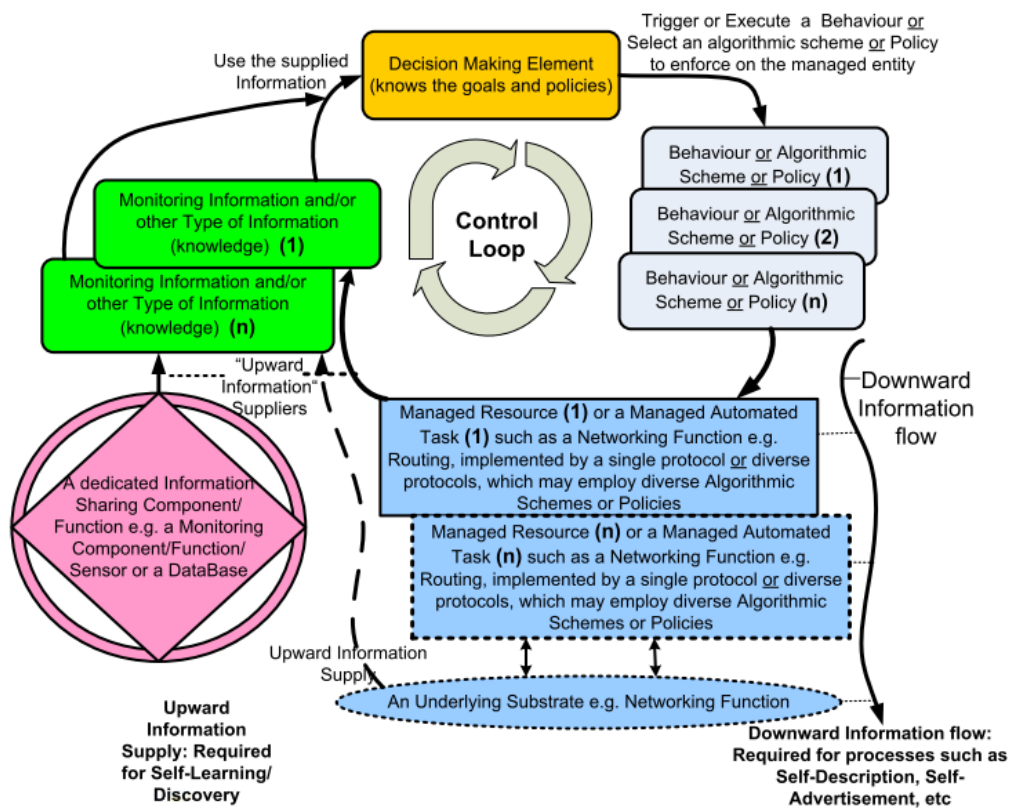 Use the supplied
Information
Decision Making Element
(knows the goals and policies)
Trigger or Execute a Behaviour or
Select an algorithmic scheme or Policy
to enforce on the managed entity
Behaviour or Algorithmic
Scheme or Policy (1)
Behaviour or Algorithmic
Scheme or Policy (2)
Behaviour or Algorithmic
Scheme or Policy (n)
Control
Loop
Monitoring Information and/or
other Type of Information
(knowledge) (1)
Monitoring Information and/or
other Type of Information
(knowledge) (n)
“Upward
Information“
Suppliers
Downward
Information
flow
Managed Resource (1) or a Managed Automated
Task (1) such as a Networking Function e.g.
Routing, implemented by a single protocol or diverse
protocols, which may employ diverse Algorithmic
Schemes or Policies
Managed Resource (n) or a Managed Automated
Task (n) such as a Networking Function e.g.
Routing, implemented by a single protocol or diverse
protocols, which may employ diverse Algorithmic
Schemes or Policies
A dedicated Information
Sharing Component/
Function e.g. a Monitoring
Component/Function/
Sensor or a DataBase
Upward Information
Supply
An Underlying Substrate e.g. Networking Function
Upward
Information
Supply: Required
for Self-Learning/
Discovery
Downward Information flow:
Required for processes such as
Self-Description, Self-
Advertisement, etc